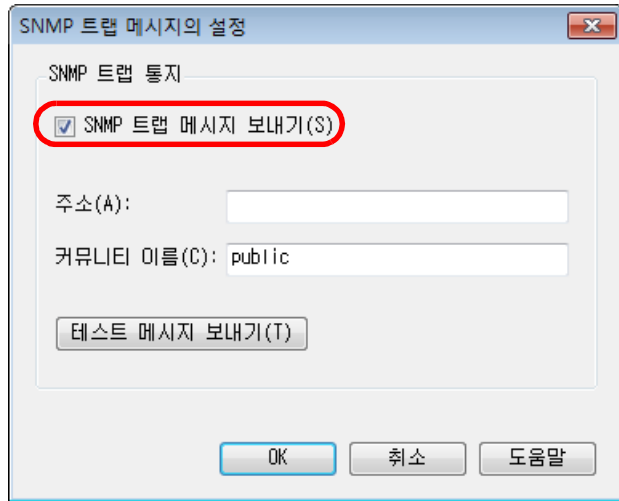 SNMP 트랩 메시지의 설정
SNMP 트랩 통지
SNMP 트랩 메시지 보내기(S)
주소(A):
커뮤니티 이름(C): public
테스트 메시지 보내기(T)
OK 취소 도움말